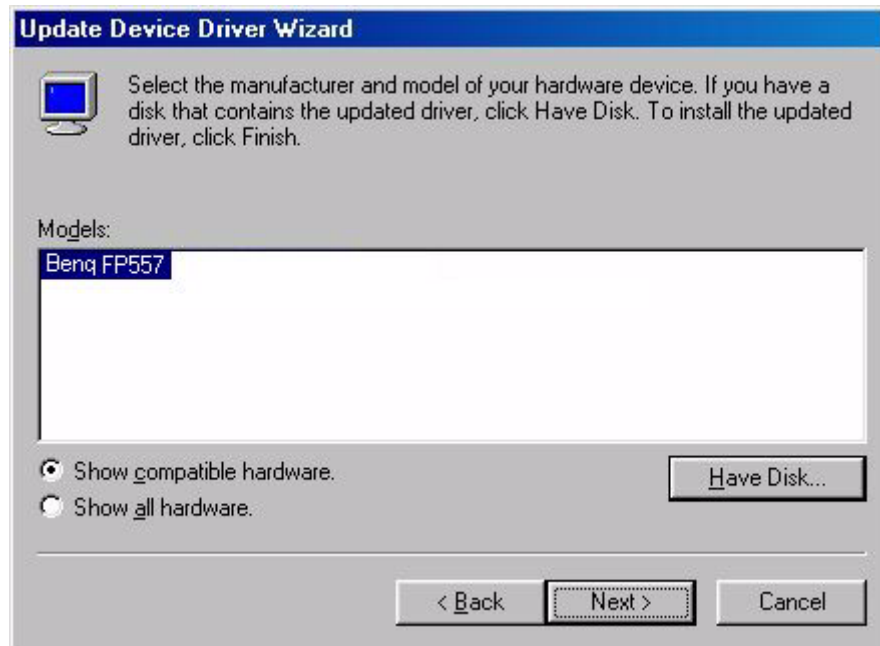 Update Device Driver Wizard
Select the manufacturer and model of your hardware device. If you have a
disk that contains the updated driver, click Have Disk. To install the updated
driver, click Finish.
Models:
Benq FP557
Show compatible hardware.
Have Disk...
Show all hardware.
< Back
Next >
Cancel